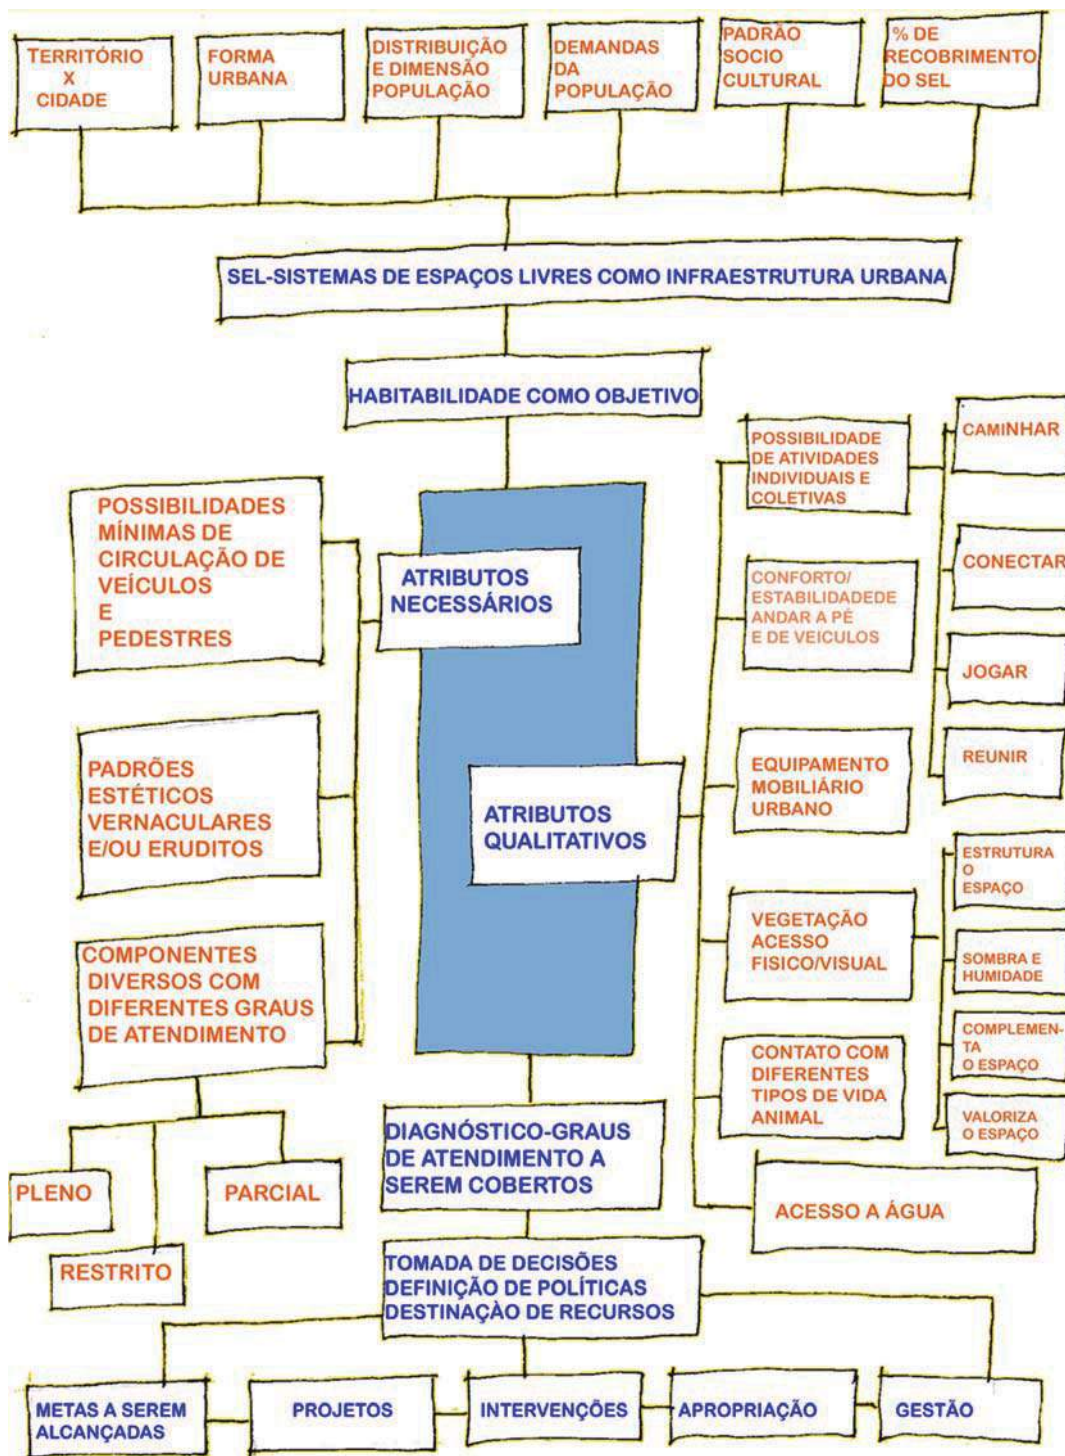 TERRITÓRIO
X
CIDADE
FORMA
URBANA
DISTRIBUIÇÃO
E DIMENSÃO
POPULAÇÃO
DEMANDAS
DA
POPULAÇÃO
PADRÃO
SOCIO
CULTURAL
% DE
RECOBRIMENTO
DO SEL
SEL-SISTEMAS DE ESPAÇOS LIVRES COMO INFRAESTRUTURA URBANA
HABITABILIDADE COMO OBJETIVO
POSSIBILIDADES
MÍNIMAS DE
CIRCULAÇÃO DE
VEÍCULOS
E
PEDESTRES
ATRIBUTOS
NECESSÁRIOS
PADRÕES
ESTÉTICOS
VERNACULARES
E/OU ERUDITOS
COMPONENTES
DIVERSOS COM
DIFERENTES GRAUS
DE ATENDIMENTO
PLENO
RESTRITO
PARCIAL
ATRIBUTOS
QUALITATIVOS
POSSIBILIDADE
DE ATIVIDADES
INDIVIDUAIS E
COLETIVAS
CAMINHAR
CONECTAR
JOGAR
REUNIR
CONFORTO/
ESTABILIDADEDE
ANDAR A PÉ
E DE VEICULOS
EQUIPAMENTO
MOBILIÁRIO
URBANO
VEGETAÇÃO
ACESSO
FISICO/VISUAL
ESTRUTURA
O
ESPAÇO
SOMBRA E
HUMIDADE
COMPLEMEN-
TA
O ESPAÇO
VALORIZA
O ESPAÇO
CONTATO COM
DIFERENTES
TIPOS DE VIDA
ANIMAL
ACESSO A ÁGUA
DIAGNÓSTICO-GRAUS
DE ATENDIMENTO A
SEREM COBERTOS
TOMADA DE DECISÕES
DEFINIÇÃO DE POLÍTICAS
DESTINAÇÀO DE RECURSOS
METAS A SEREM
ALCANÇADAS
PROJETOS
INTERVENÇÕES
APROPRIAÇÃO
GESTÃO